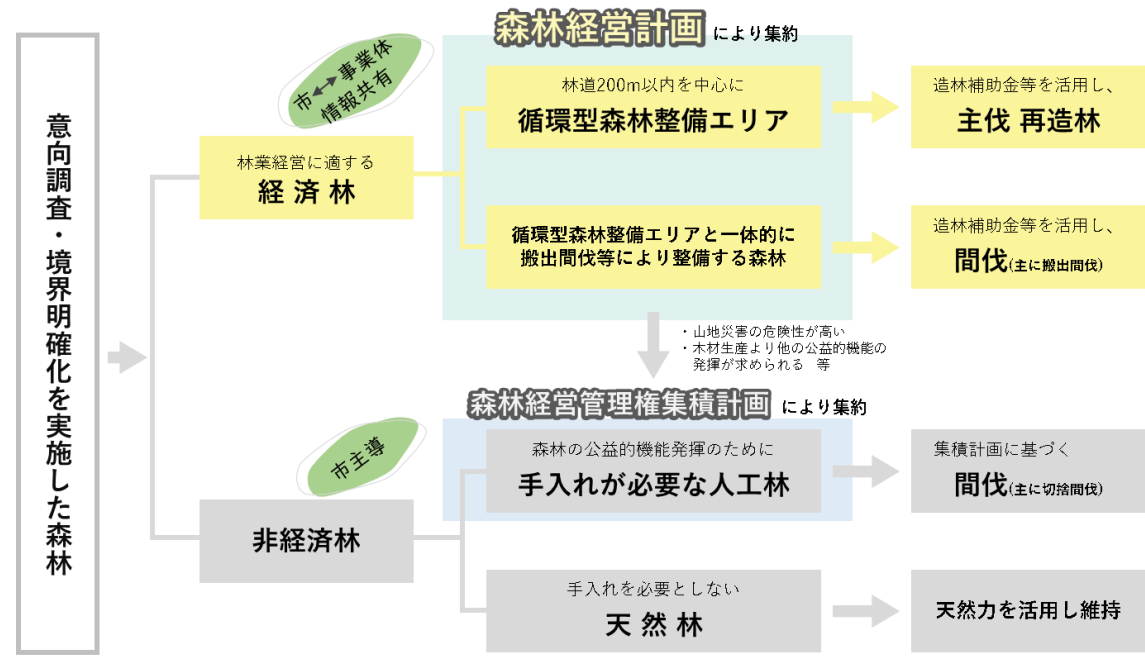 意向調査・境界明確化を実施した森林
市↔事業体
情報共有
林業経営に適する
経済林
森林経営計画 により集約
林道200m以内を中心に
循環型森林整備エリア
造林補助金等を活用し、
主伐 再造林
循環型森林整備エリアと一体的に
搬出間伐等により整備する森林
造林補助金等を活用し、
間伐(主に搬出間伐)
・山地災害の危険性が高い
・木材生産より他の公益的機能の
発揮が求められる 等
森林経営管理権集積計画 により集約
市主導
非経済林
森林の公益的機能発揮のために
手入れが必要な人工林
集積計画に基づく
間伐(主に切捨間伐)
手入れを必要としない
天然林
天然力を活用し維持